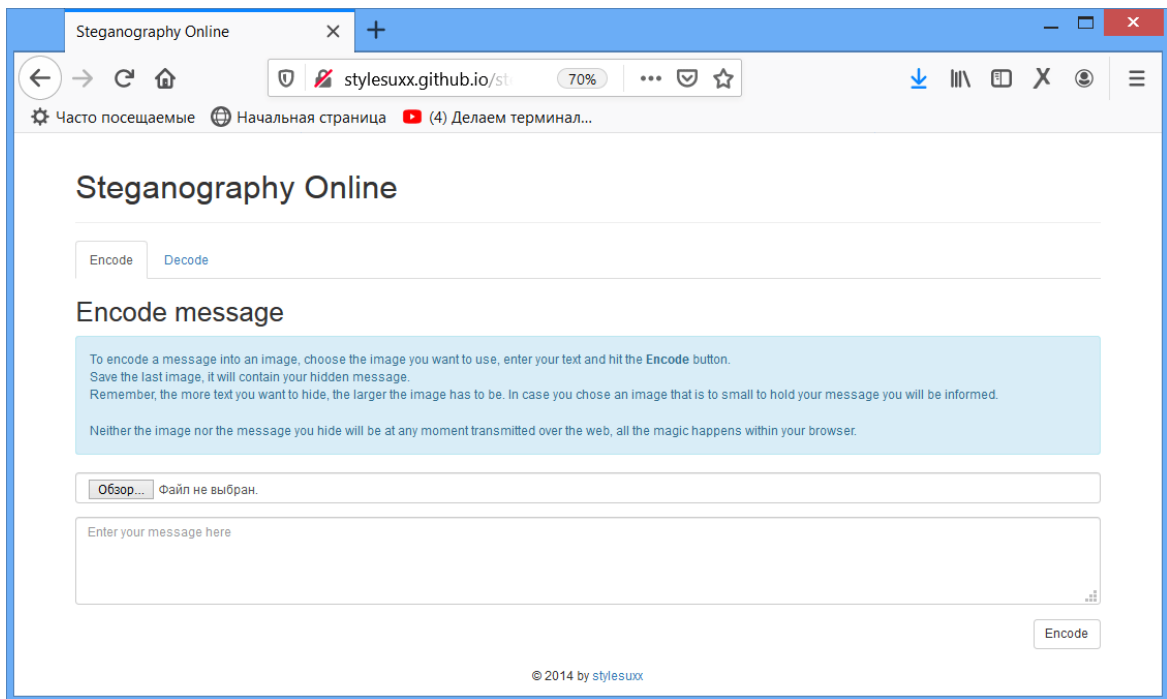 Steganography Online
stylesuxx.github.io/st 70%
Часто посещаемые Начальная страница (4) Делаем терминал...
Steganography Online
Encode Decode
Encode message
To encode a message into an image, choose the image you want to use, enter your text and hit the Encode button.
Save the last image, it will contain your hidden message.
Remember, the more text you want to hide, the larger the image has to be. In case you chose an image that is to small to hold your message you will be informed.
Neither the image nor the message you hide will be at any moment transmitted over the web, all the magic happens within your browser.
Обзор... Файл не выбран.
Enter your message here
Encode
© 2014 by stylesuxx